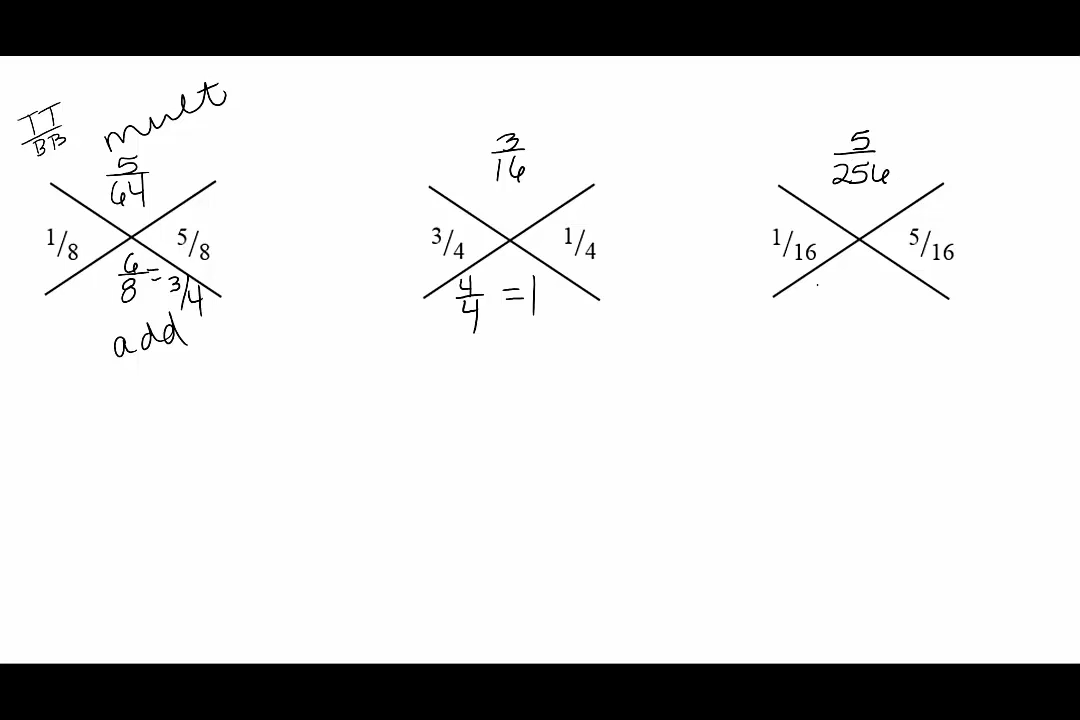 TT
BB
mult
5/64
1/8
5/8
6/8 = 3/4
add
3/16
3/4
1/4
4/4 = 1
5/256
1/16
5/16